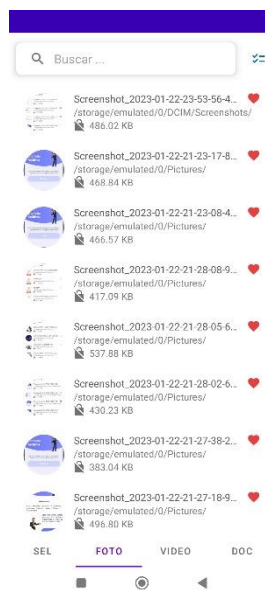 Buscar ...
Screenshot_2023-01-22-23-53-56-4...
/storage/emulated/0/DCIM/Screenshots/
486.02 KB
Screenshot_2023-01-22-21-23-17-8...
/storage/emulated/0/Pictures/
468.84 KB
Screenshot_2023-01-22-21-23-08-4...
/storage/emulated/0/Pictures/
466.57 KB
Screenshot_2023-01-22-21-28-08-9...
/storage/emulated/0/Pictures/
417.09 KB
Screenshot_2023-01-22-21-28-05-6...
/storage/emulated/0/Pictures/
537.88 KB
Screenshot_2023-01-22-21-28-02-6...
/storage/emulated/0/Pictures/
430.23 KB
Screenshot_2023-01-22-21-27-38-2...
/storage/emulated/0/Pictures/
383.04 KB
Screenshot_2023-01-22-21-27-18-9...
/storage/emulated/0/Pictures/
496.80 KB
SEL FOTO VIDEO DOC